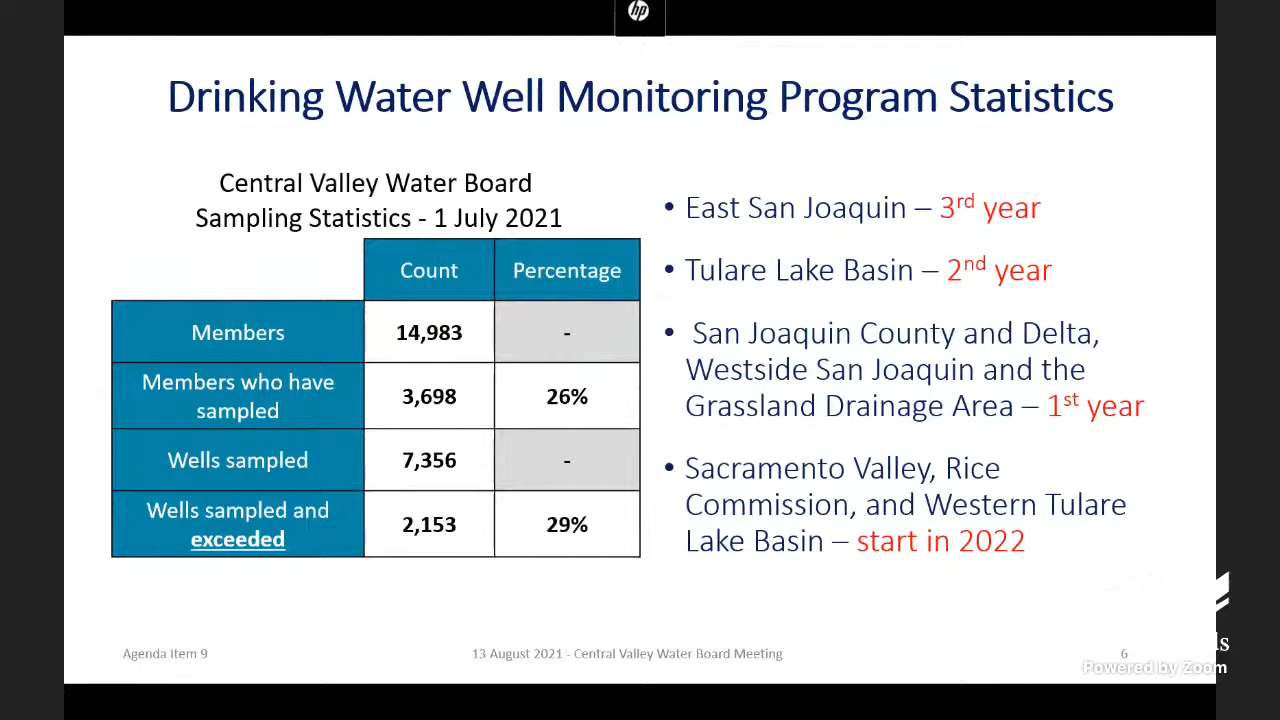 hp
Drinking Water Well Monitoring Program Statistics
Central Valley Water Board
Sampling Statistics - 1 July 2021
Count Percentage
Members 14,983 -
Members who have
sampled 3,698 26%
Wells sampled 7,356 -
Wells sampled and
exceeded 2,153 29%
• East San Joaquin – 3rd year
• Tulare Lake Basin – 2nd year
• San Joaquin County and Delta,
Westside San Joaquin and the
Grassland Drainage Area – 1st year
• Sacramento Valley, Rice
Commission, and Western Tulare
Lake Basin – start in 2022
Agenda Item 9
13 August 2021 - Central Valley Water Board Meeting
6
Powered by Zoom